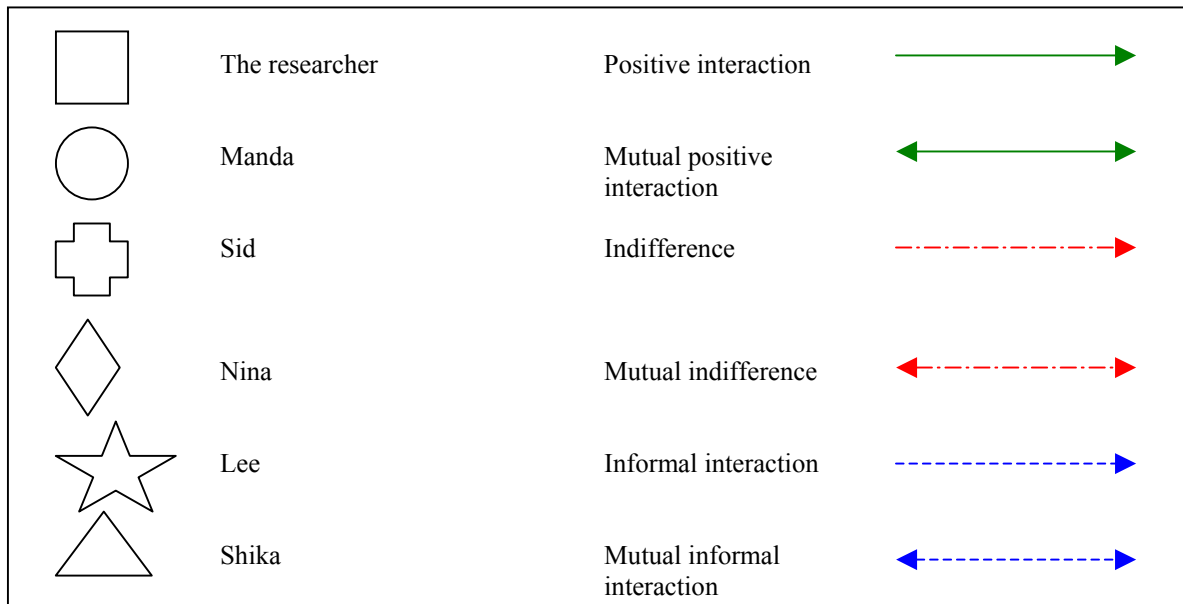 The researcher
Positive interaction
Manda
Mutual positive
interaction
Sid
Indifference
Nina
Mutual indifference
Lee
Informal interaction
Shika
Mutual informal
interaction